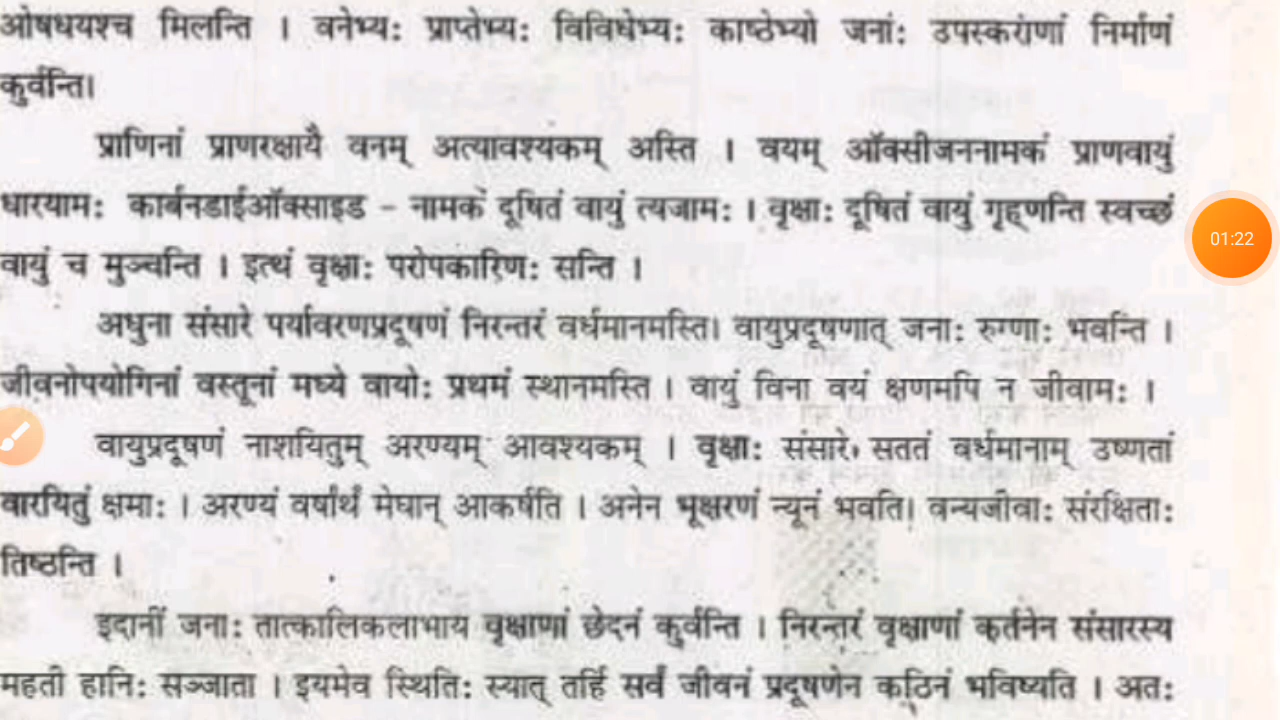 ओषधयश्च मिलन्ति । वनेभ्यः प्राप्तेभ्यः विविधेभ्यः काष्ठेभ्यो जनाः उपस्कराणां निर्माणं
कुर्वन्ति।
प्राणिनां प्राणरक्षायै वनम् अत्यावश्यकम् अस्ति । वयम् ऑक्सीजननामकं प्राणवायुं
धारयामः कार्बनडाईऑक्साइड - नामकं दूषितं वायुं त्यजामः । वृक्षाः दूषितं वायुं गृह्णन्ति स्वच्छं
वायुं च मुञ्चन्ति । इत्थं वृक्षाः परोपकारिणः सन्ति ।
अधुना संसारे पर्यावरणप्रदूषणं निरन्तरं वर्धमानमस्ति। वायुप्रदूषणात् जनाः रुग्णाः भवन्ति ।
जीवनोपयोगिनां वस्तूनां मध्ये वायोः प्रथमं स्थानमस्ति । वायुं विना वयं क्षणमपि न जीवामः ।
वायुप्रदूषणं नाशयितुम् अरण्यम् आवश्यकम् । वृक्षाः संसारे सततं वर्धमानाम् उष्णतां
वारयितुं क्षमाः । अरण्यं वर्षार्थं मेघान् आकर्षति । अनेन भूक्षरणं न्यूनं भवति। वन्यजीवाः संरक्षिताः
तिष्ठन्ति ।
इदानीं जनाः तात्कालिकलाभाय वृक्षाणां छेदनं कुर्वन्ति । निरन्तरं वृक्षाणां कर्तनेन संसारस्य
महती हानिः सञ्जाता । इयमेव स्थितिः स्यात् तर्हि सर्वं जीवनं प्रदूषणेन कठिनं भविष्यति । अतः
01:22